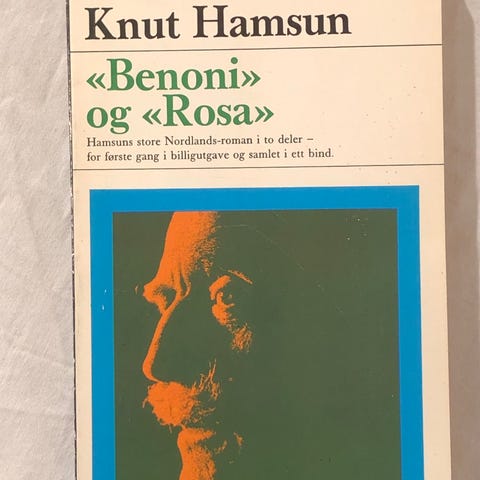 Knut Hamsun
«Benoni»
og «Rosa»
Hamsuns store Nordlands-roman i to deler –
for første gang i billigutgave og samlet i ett bind.